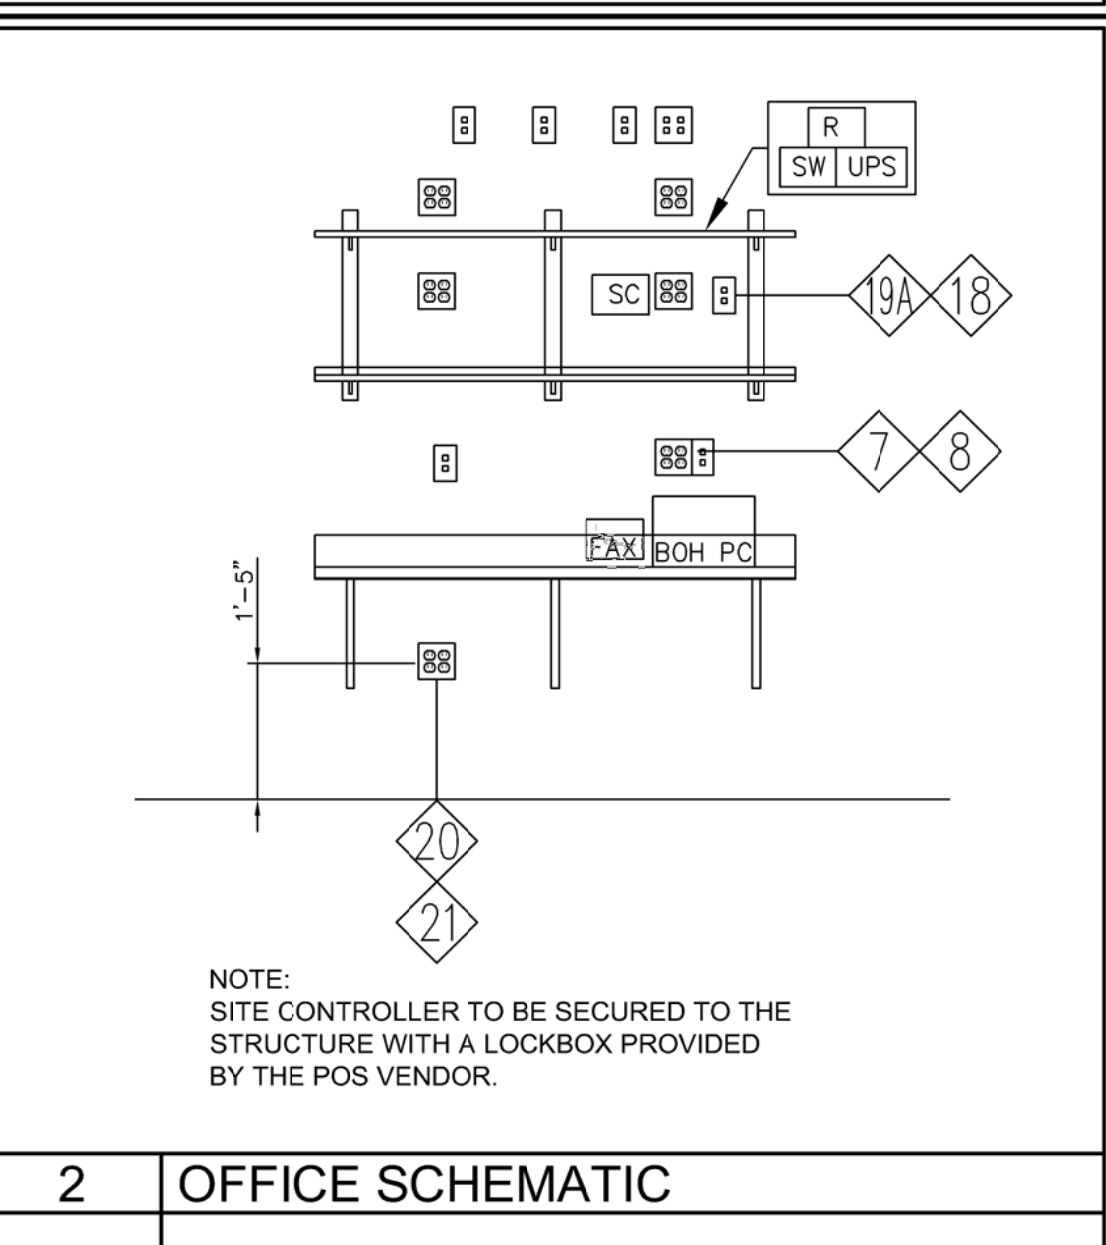 R
SW UPS
SC
19A 18
7 8
FAX BOH PC
1'-5"
20
21
NOTE:
SITE CONTROLLER TO BE SECURED TO THE
STRUCTURE WITH A LOCKBOX PROVIDED
BY THE POS VENDOR.
2 OFFICE SCHEMATIC